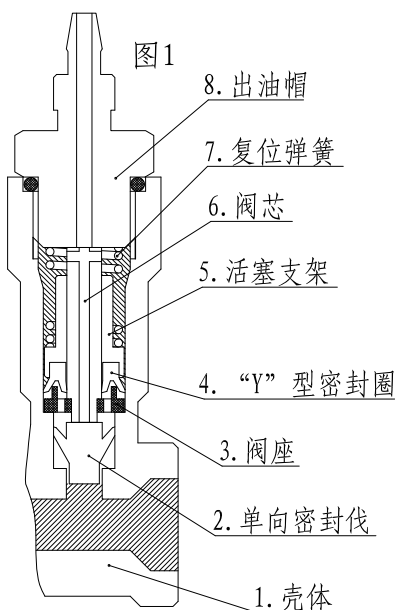 图1
8.出油帽
7.复位弹簧
6.阀芯
5.活塞支架
4.“Y”型密封圈
3.阀座
2.单向密封伐
1.壳体